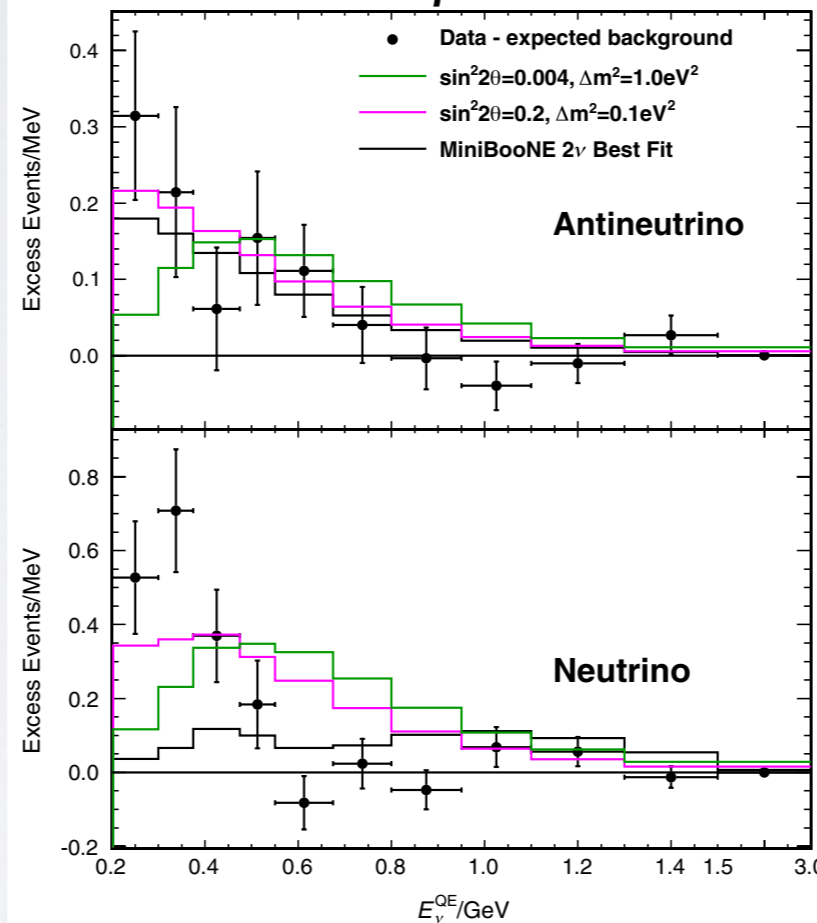 0.4
0.3
0.2
0.1
0.0
Excess Events/MeV
Data - expected background
sin²2θ=0.004, Δm²=1.0eV²
sin²2θ=0.2, Δm²=0.1eV²
MiniBooNE 2ν Best Fit
Antineutrino
0.8
0.6
0.4
0.2
0.0
-0.2
Excess Events/MeV
Neutrino
0.2 0.4 0.6 0.8 1.0 1.2 1.4 1.5 3.0
E_ν^QE/GeV